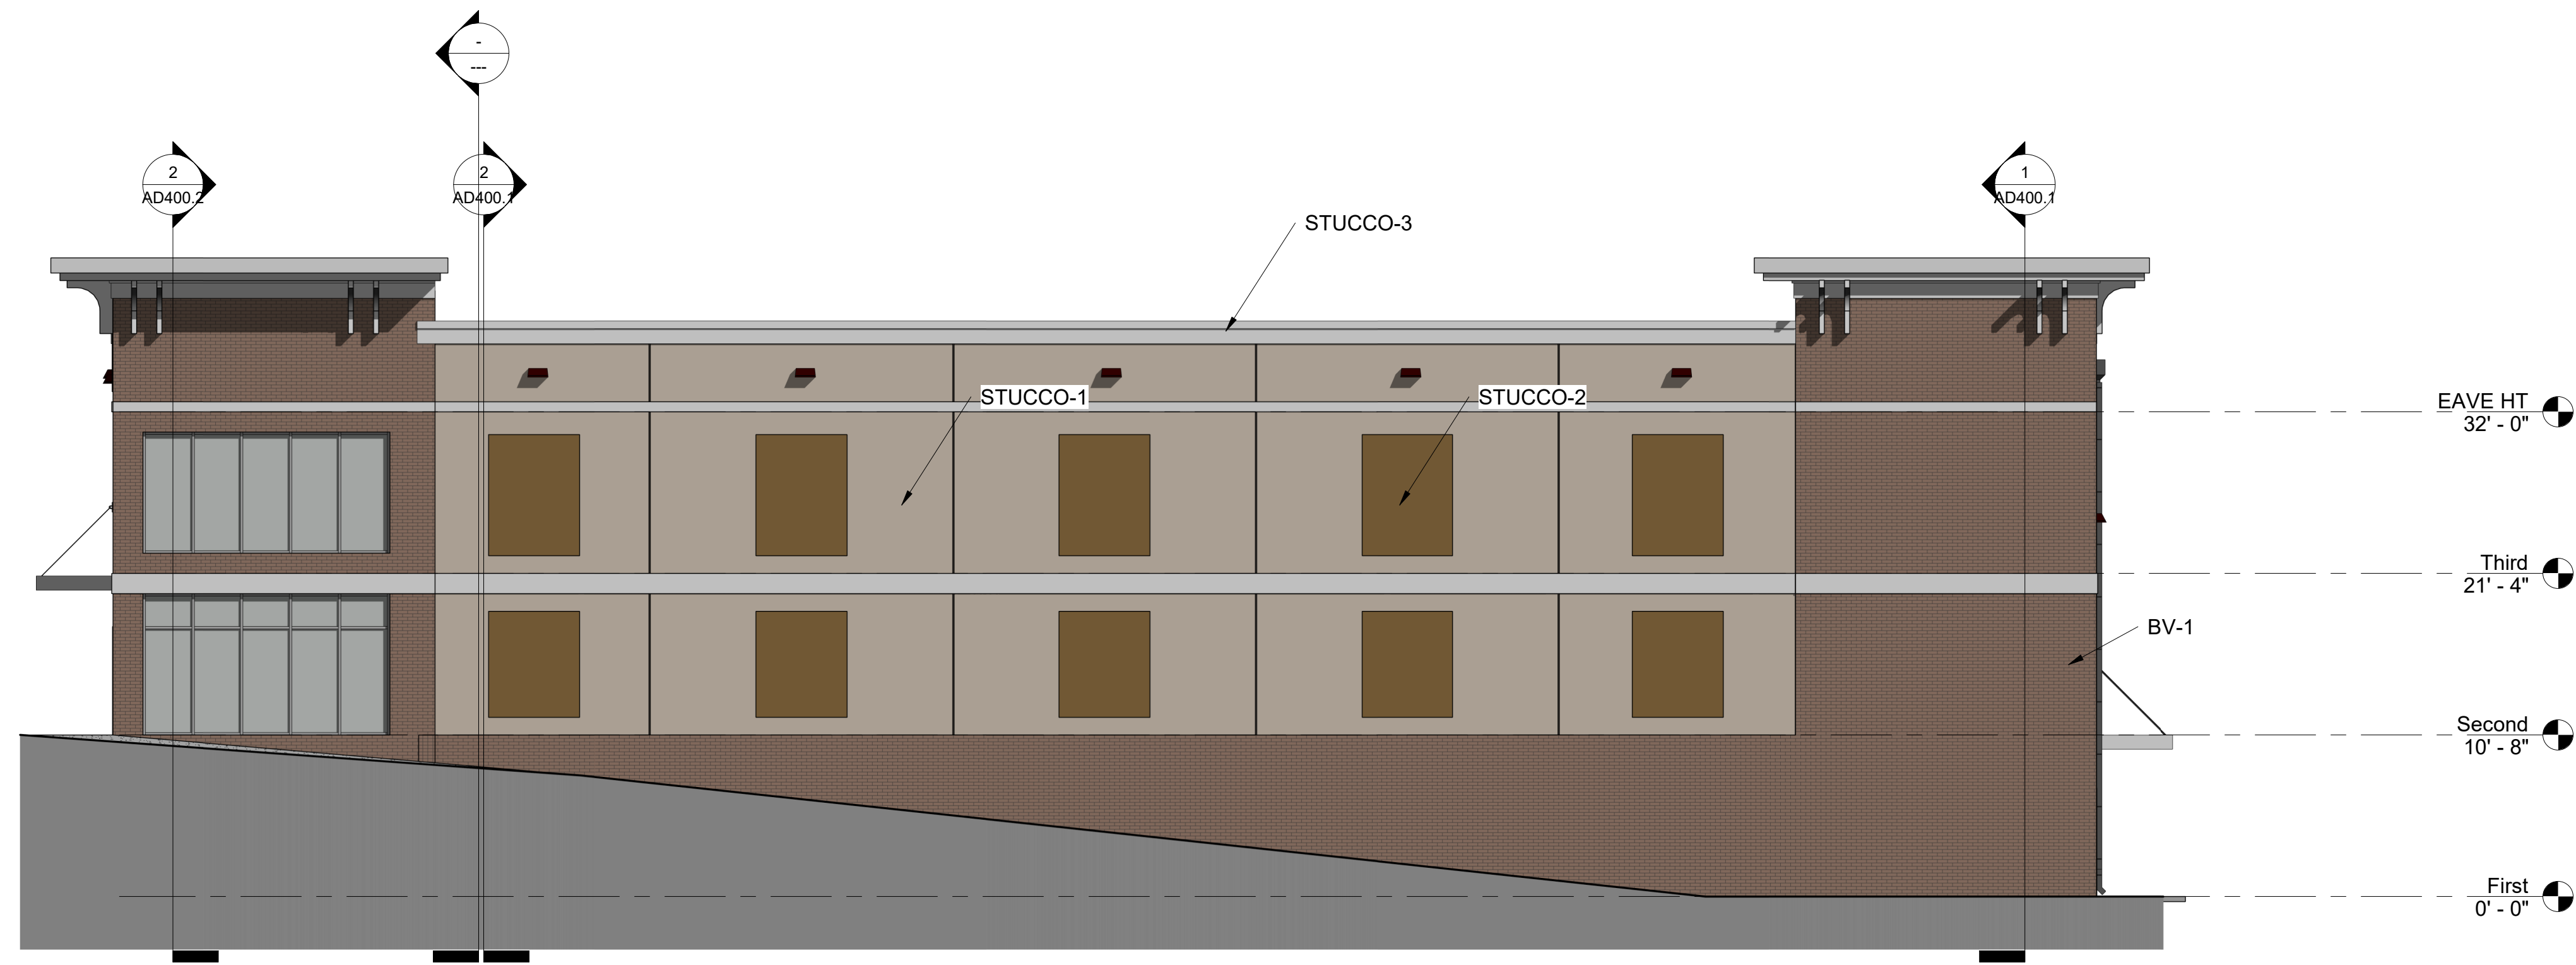 -
---
2
AD400.2
2
AD400.1
1
AD400.1
STUCCO-3
STUCCO-1
STUCCO-2
EAVE HT
32' - 0"
Third
21' - 4"
BV-1
Second
10' - 8"
First
0' - 0"